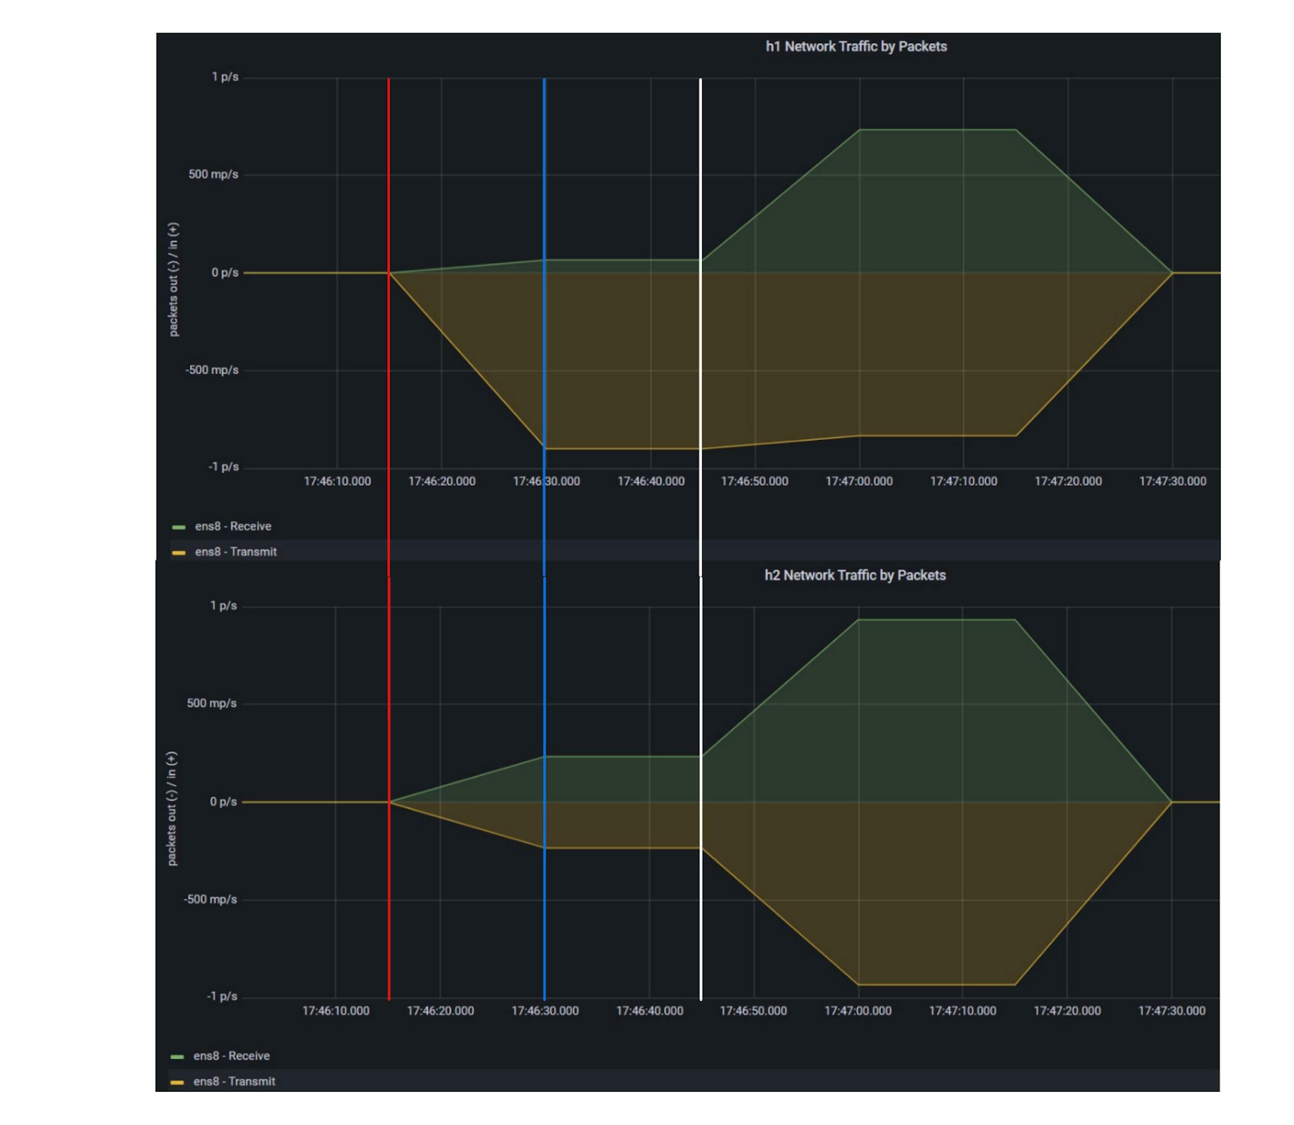 h1 Network Traffic by Packets
1 p/s
500 mp/s
0 p/s
-500 mp/s
-1 p/s
packets out (-) / in (+)
17:46:10.000 17:46:20.000 17:46:30.000 17:46:40.000 17:46:50.000 17:47:00.000 17:47:10.000 17:47:20.000 17:47:30.000
ens8 - Receive
ens8 - Transmit
h2 Network Traffic by Packets
1 p/s
500 mp/s
0 p/s
-500 mp/s
-1 p/s
packets out (-) / in (+)
17:46:10.000 17:46:20.000 17:46:30.000 17:46:40.000 17:46:50.000 17:47:00.000 17:47:10.000 17:47:20.000 17:47:30.000
ens8 - Receive
ens8 - Transmit